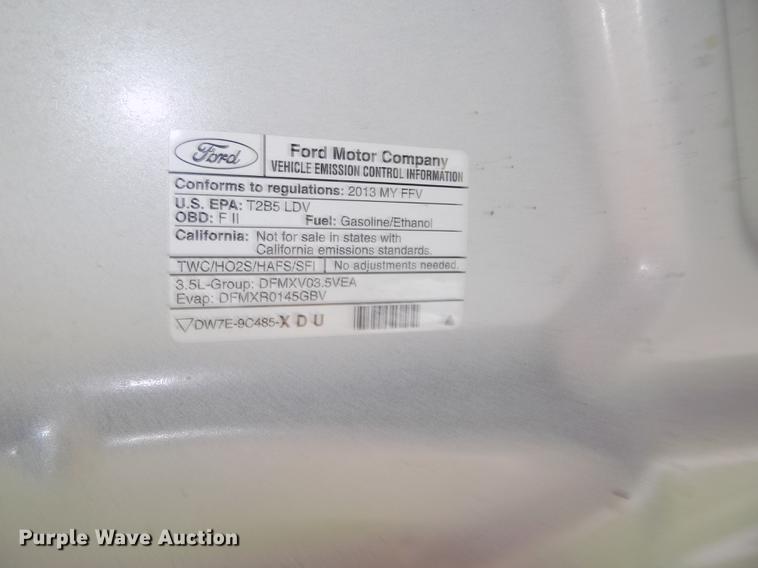 Ford
Ford Motor Company
VEHICLE EMISSION CONTROL INFORMATION
Conforms to regulations: 2013 MY FFV
U.S. EPA: T2B5 LDV
OBD: F II Fuel: Gasoline/Ethanol
California: Not for sale in states with
California emissions standards.
TWC/HO2S/HAFS/SFI No adjustments needed.
3.5L-Group: DFMXV03.5VEA
Evap: DFMXR0145GBV
DW7E-9C485-XDU
Purple Wave Auction